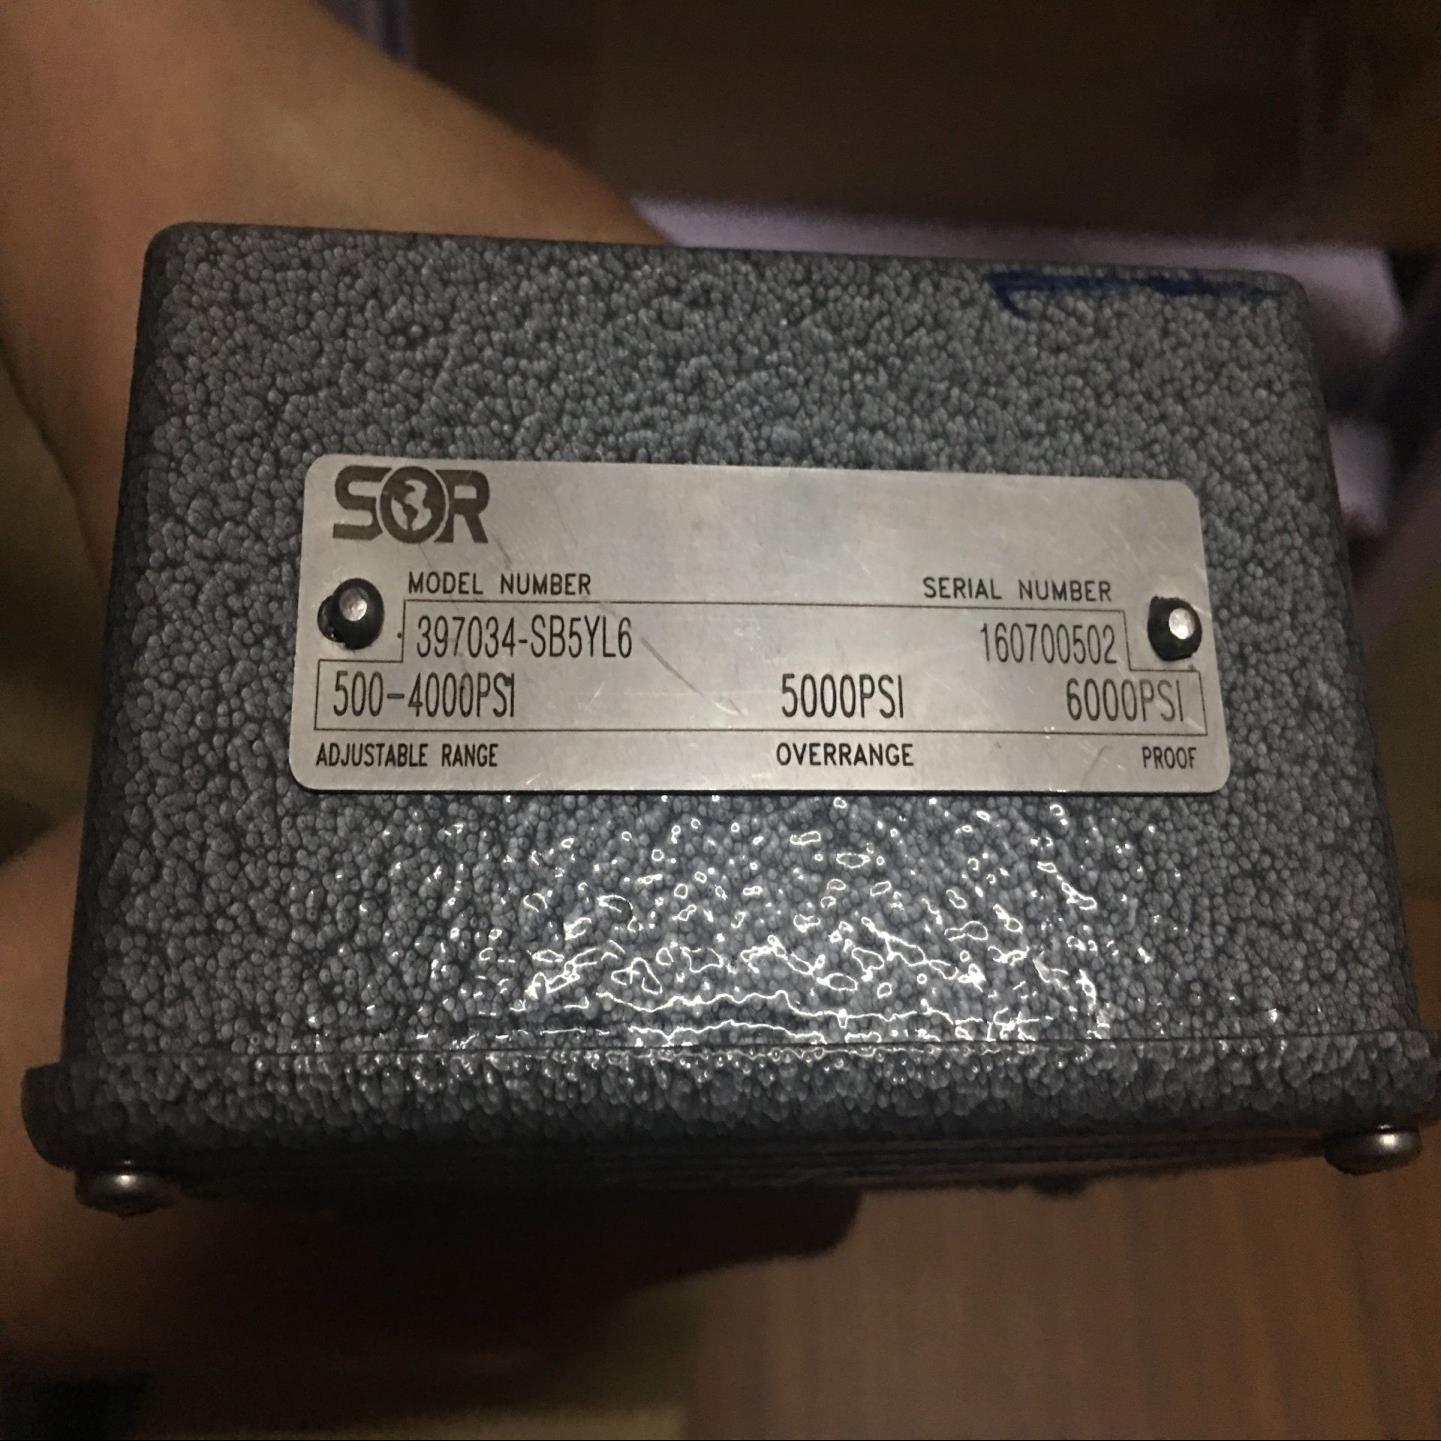 SOR
MODEL NUMBER SERIAL NUMBER
397034-SB5YL6 160700502
500-4000PSI 5000PSI 6000PSI
ADJUSTABLE RANGE OVERRANGE PROOF